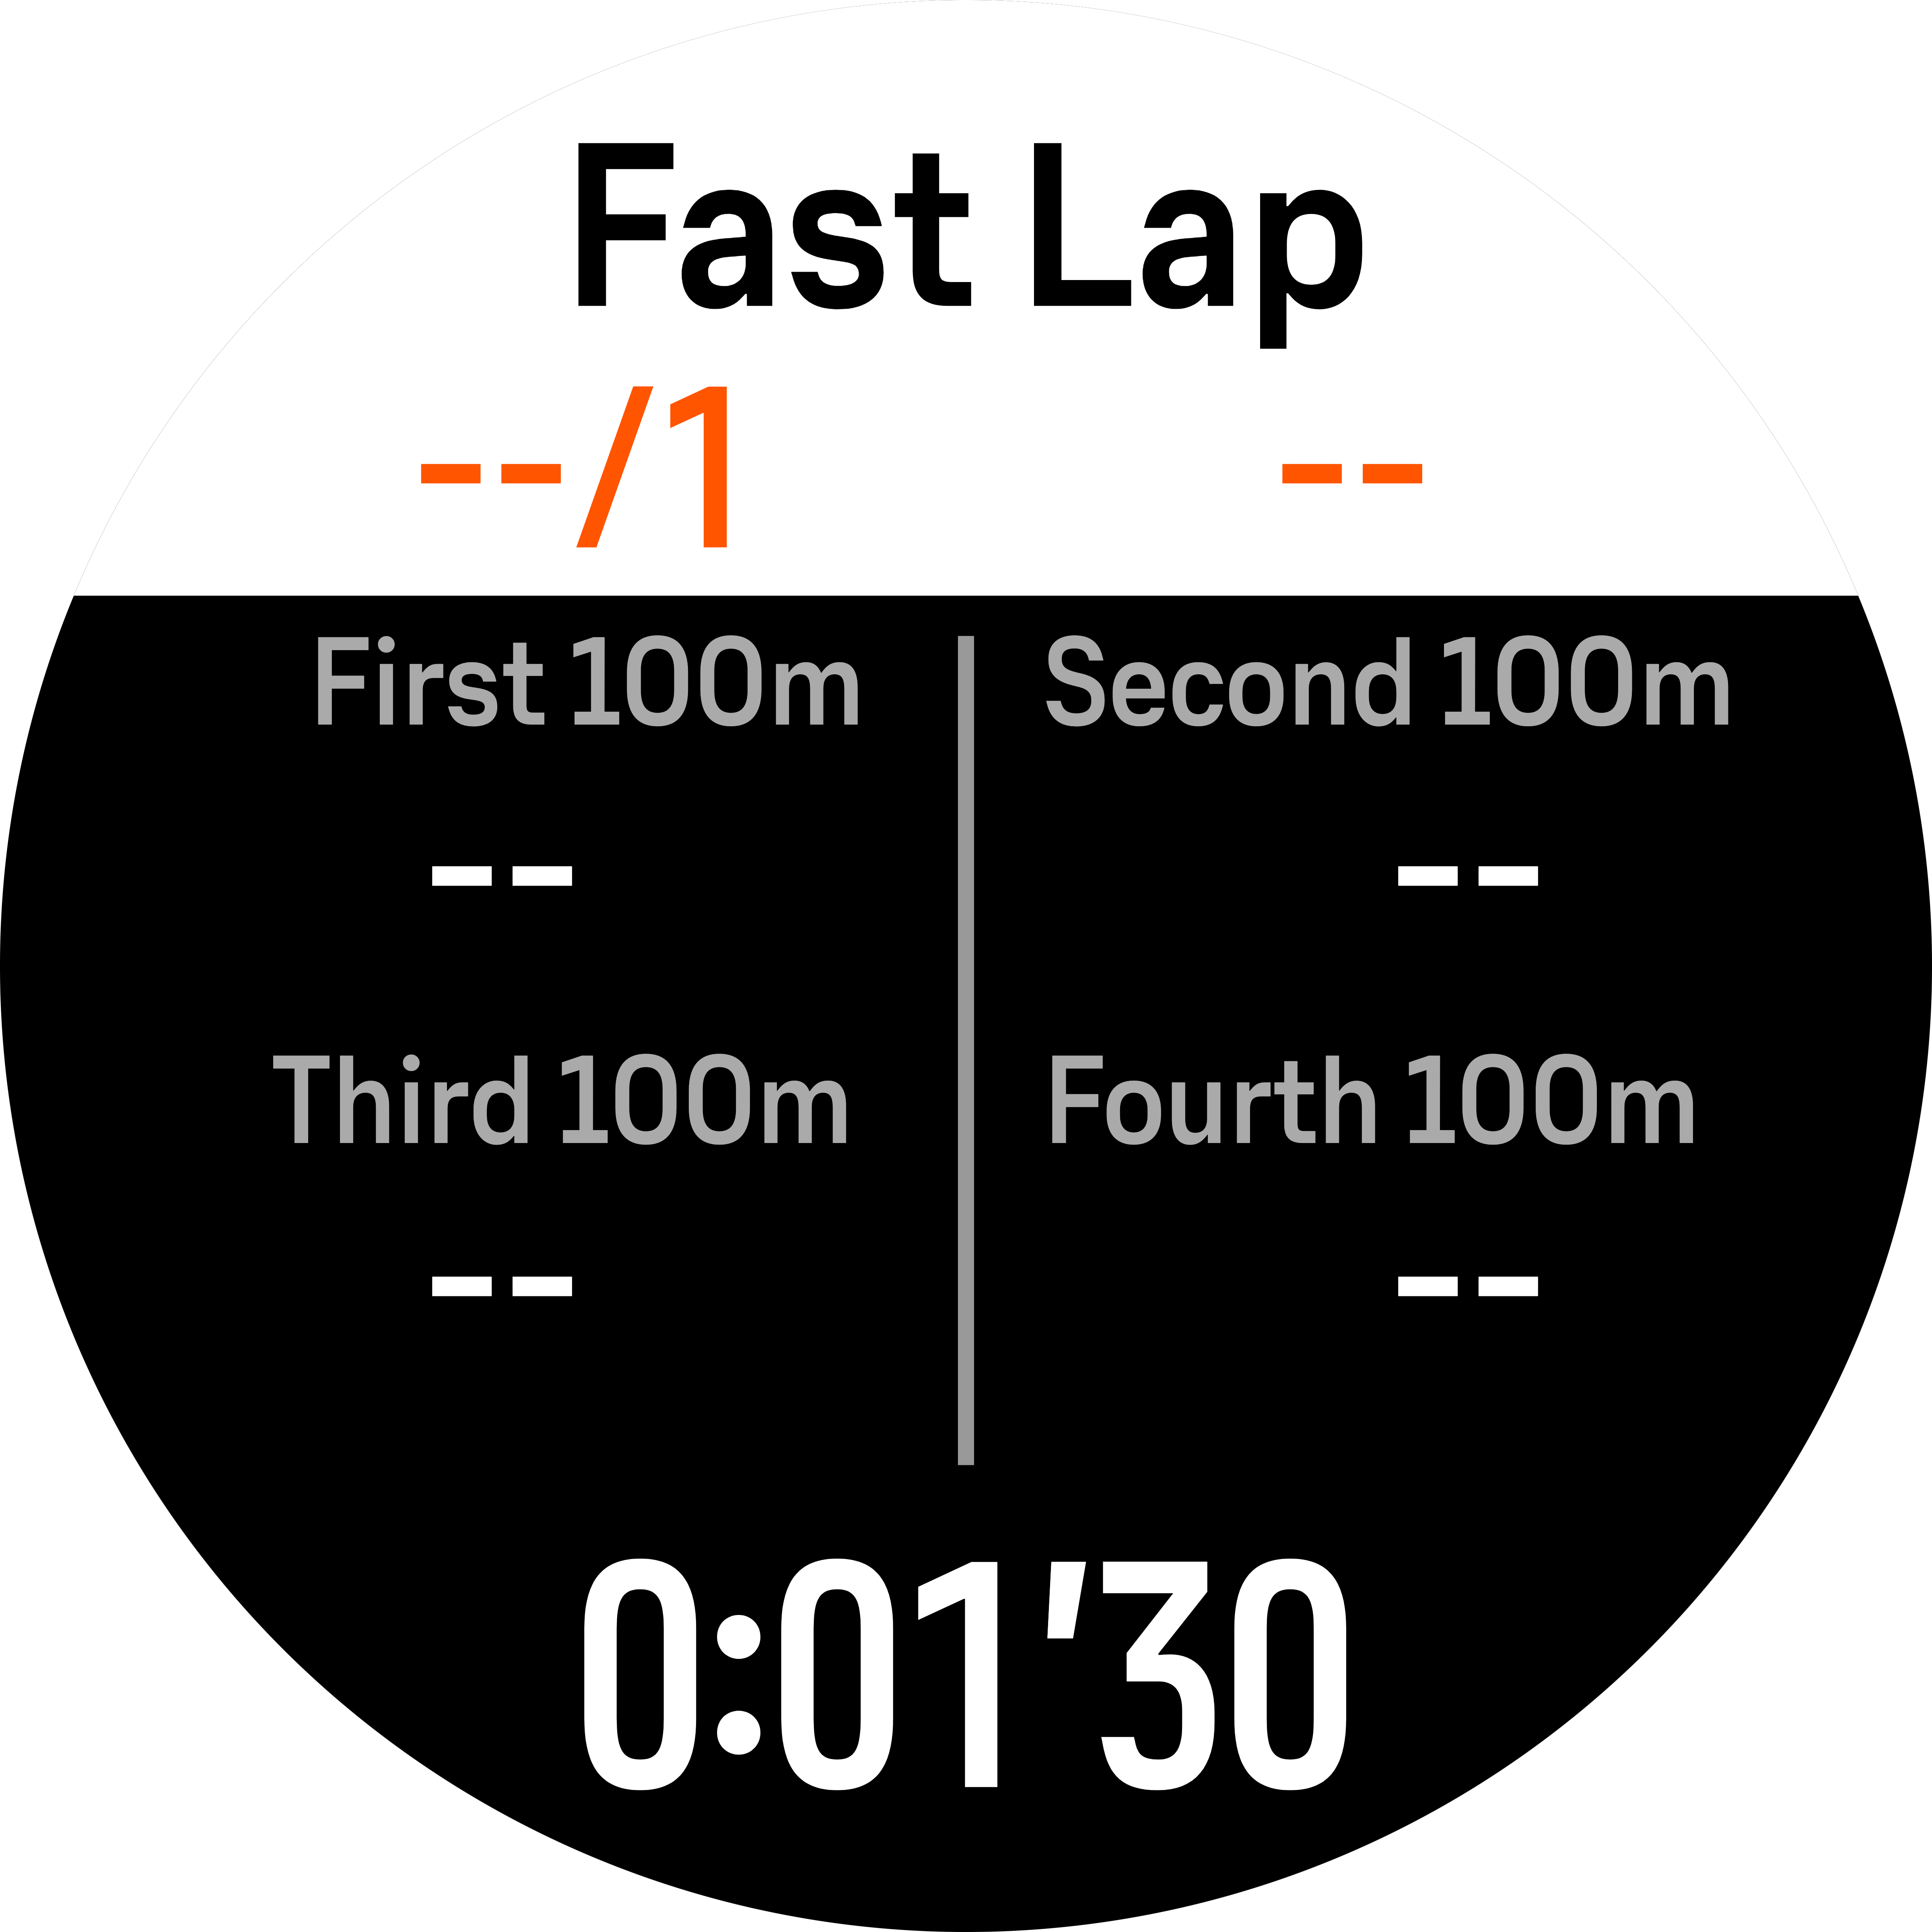 Fast Lap
--/1 --
First 100m Second 100m
-- --
Third 100m Fourth 100m
-- --
0:01'30